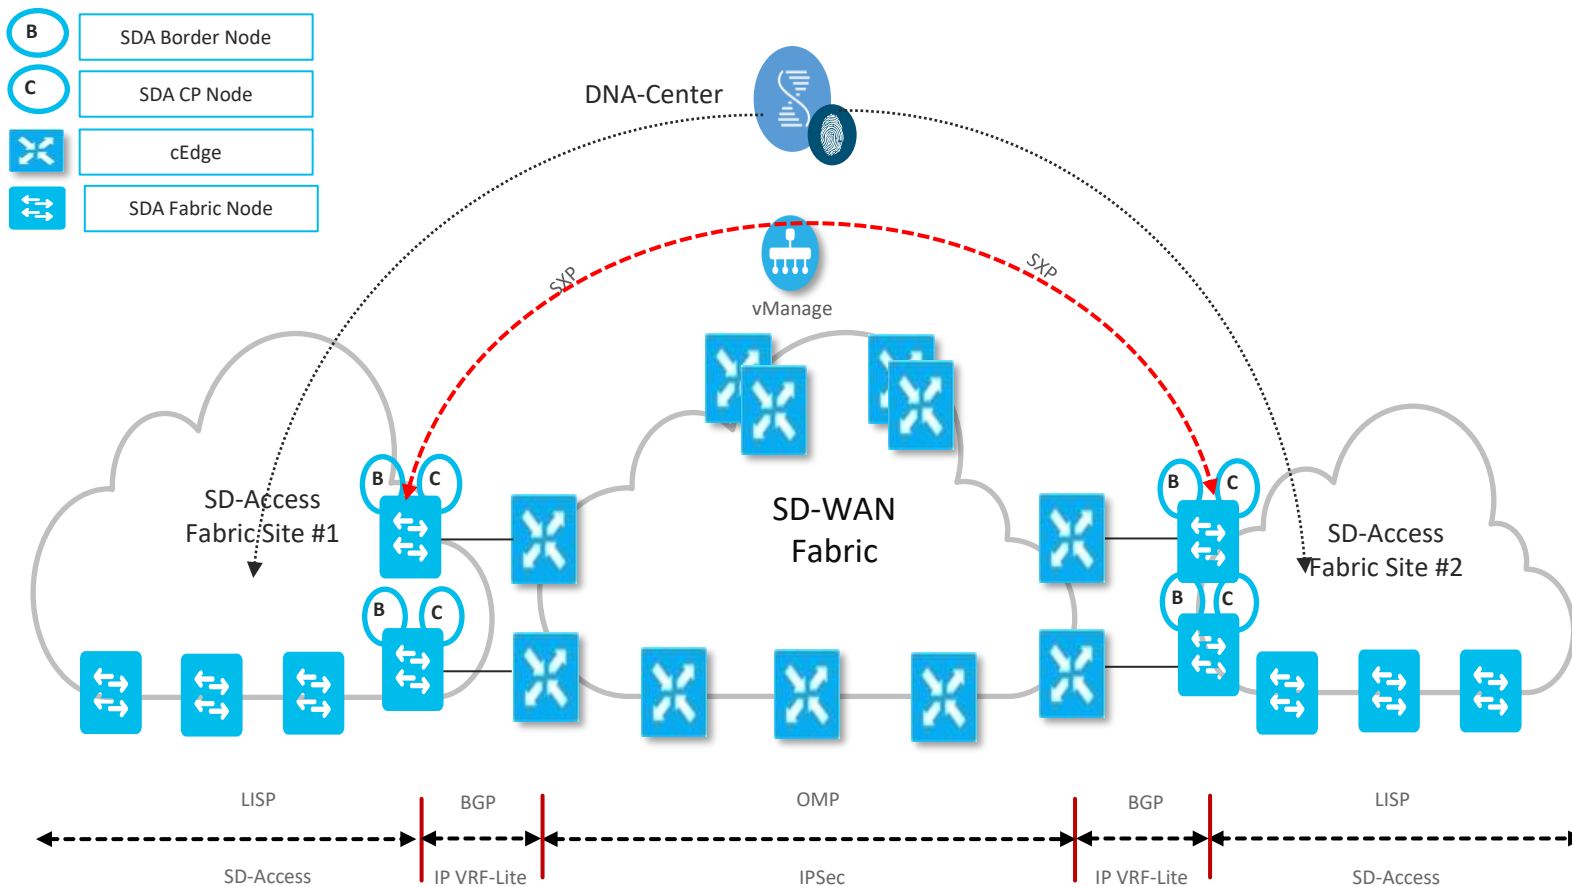 B
SDA Border Node
C
SDA CP Node
cEdge
SDA Fabric Node
DNA-Center
SXP
SXP
vManage
B
C
B
C
SD-Access
Fabric Site #1
SD-WAN
Fabric
SD-Access
Fabric Site #2
B
C
B
C
LISP
BGP
OMP
BGP
LISP
SD-Access
IP VRF-Lite
IPSec
IP VRF-Lite
SD-Access